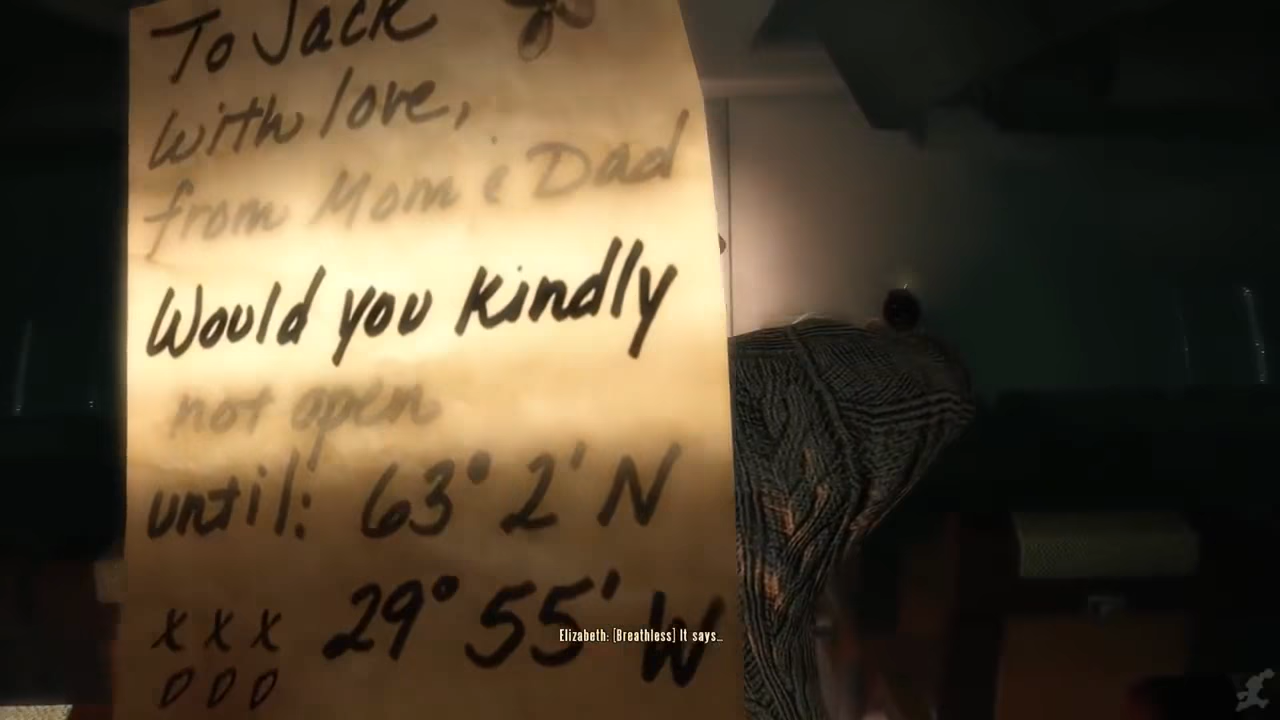 To Jack
with love,
from Mom & Dad
Would you kindly
not open
until: 63° 2' N
29° 55' W
x x x
O O O
Elizabeth: [Breathless] It says...